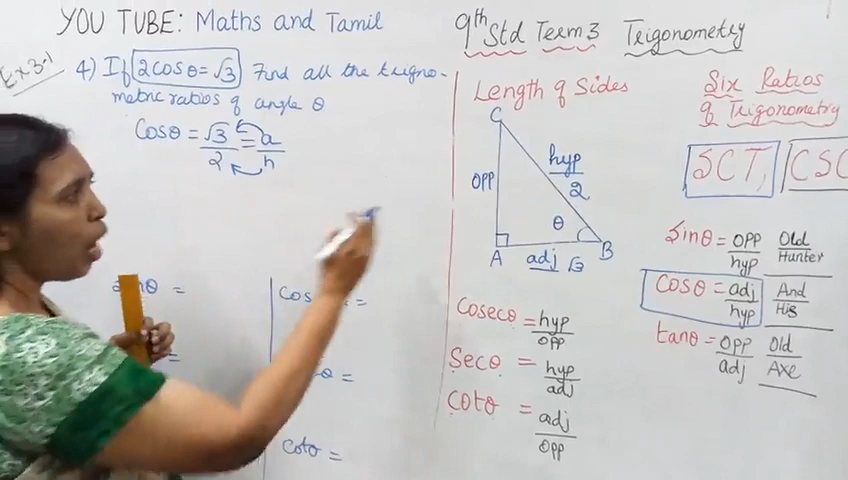 YOU TUBE: Maths and Tamil
Ex 3.1
4) If 2cosθ = √3 Find all the trigno-
metric ratios of angle θ
Cosθ = √3/2 = a/h
θ =
=
Cos =
θ =
cotθ =
9th Std Term 3 Trigonometry
Length of Sides
C
opp
hyp
2
θ
A
adj √3
B
Cosecθ = hyp/opp
Secθ = hyp/adj
Cotθ = adj/opp
Six Ratios
of Trigonometry
SCT, CSC
Sinθ = opp/hyp Old/Hunter
Cosθ = adj/hyp And/His
tanθ = opp/adj Old/Axe